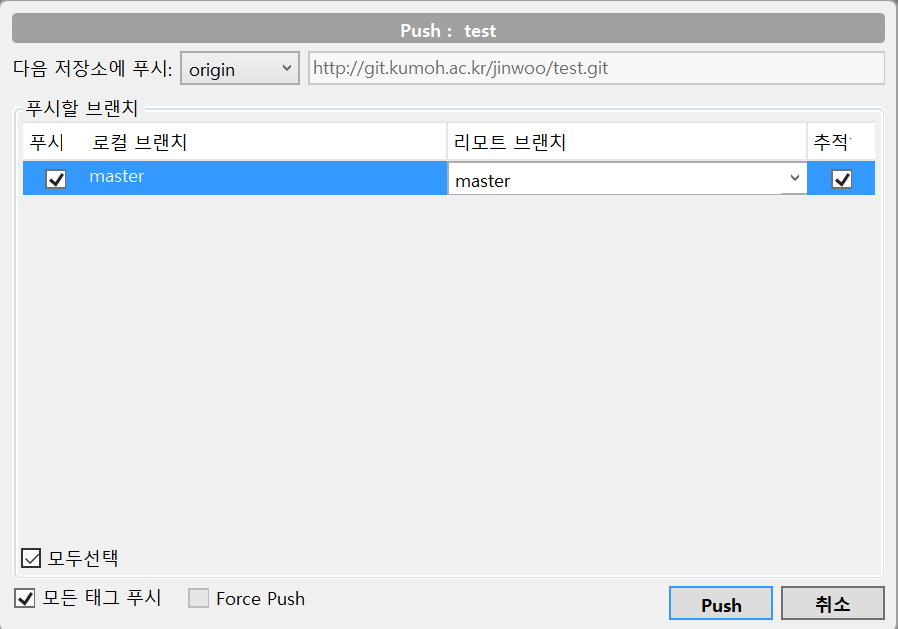 Push : test
다음 저장소에 푸시: origin http://git.kumoh.ac.kr/jinwoo/test.git
푸시할 브랜치
푸시 로컬 브랜치 리모트 브랜치 추적
master master
모두선택
모든 태그 푸시 Force Push Push 취소